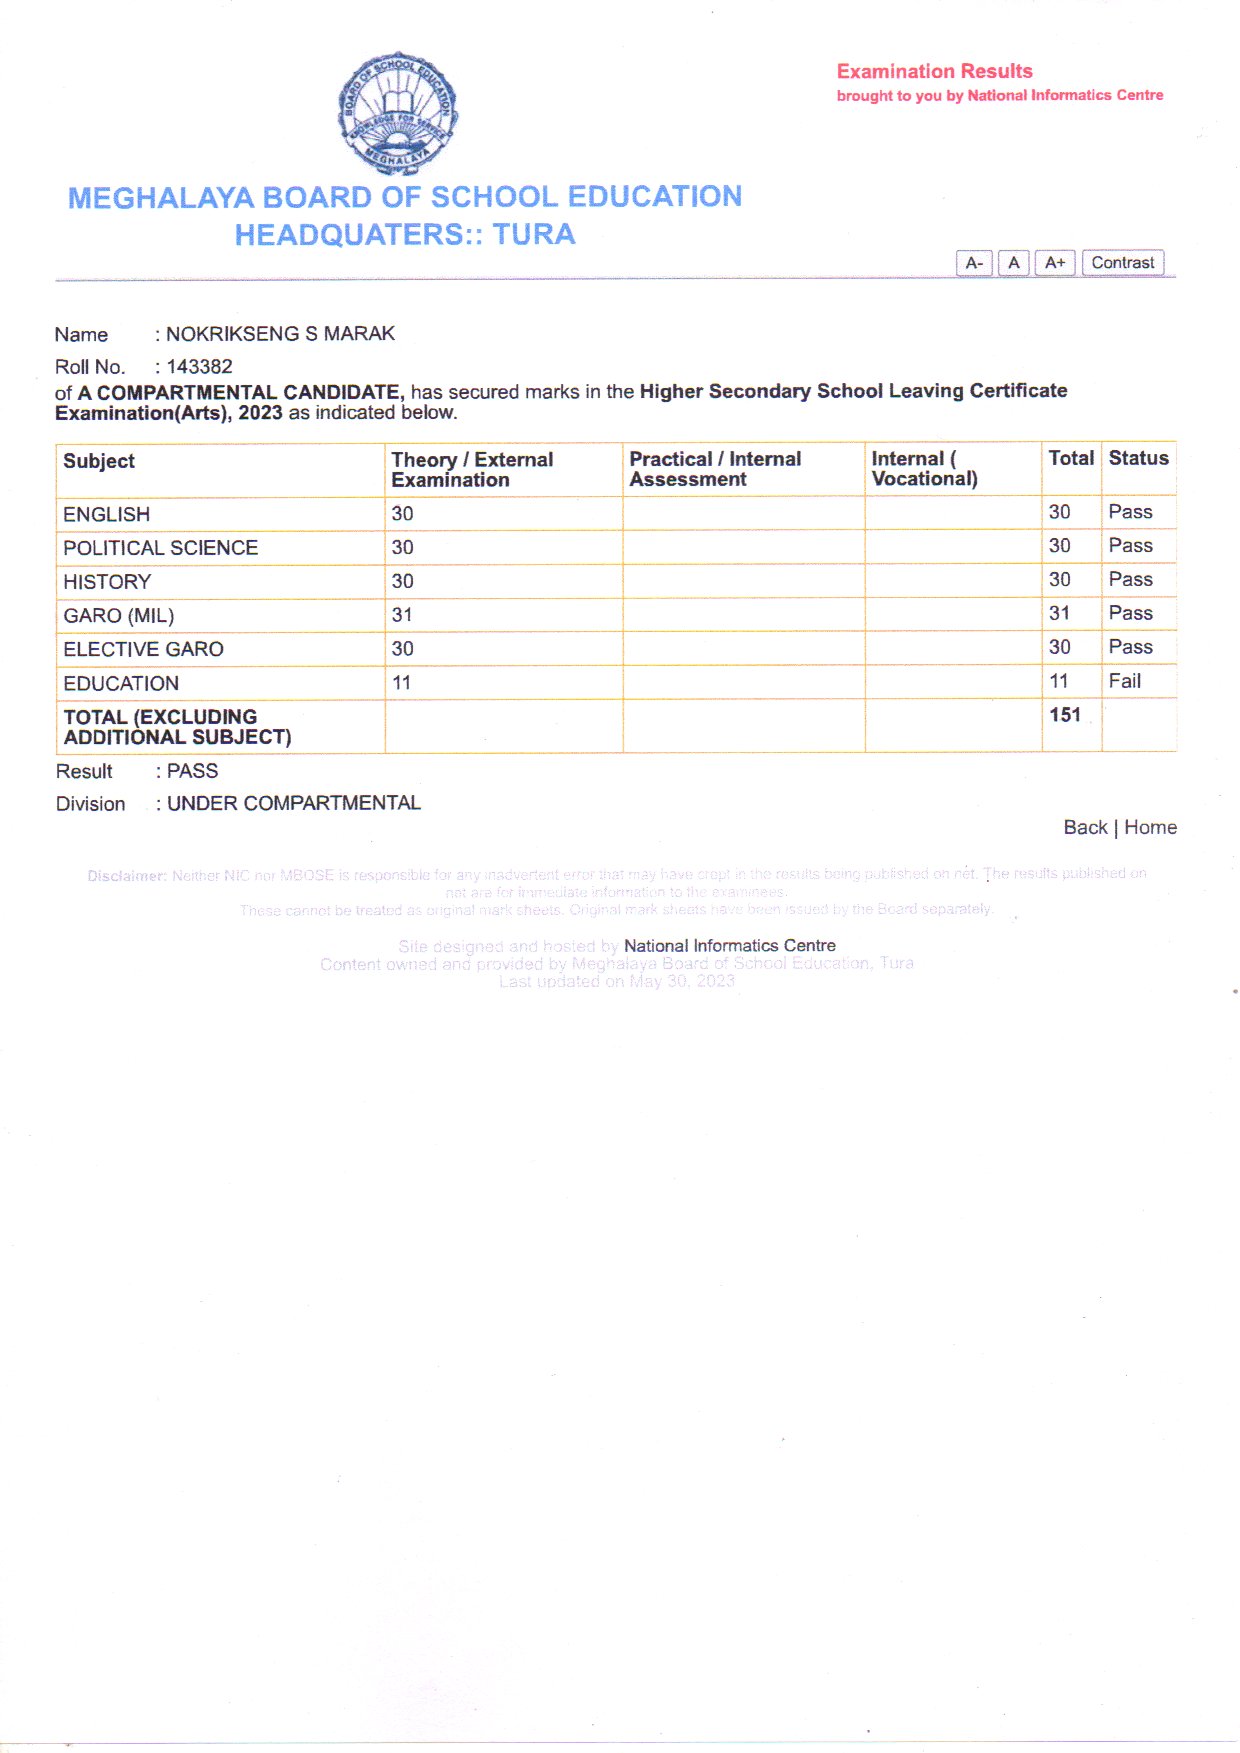 BOARD OF SCHOOL EDUCATION
KNOWLEDGE FOR SERVICE
MEGHALAYA
Examination Results
brought to you by National Informatics Centre
MEGHALAYA BOARD OF SCHOOL EDUCATION
HEADQUATERS:: TURA
A- A A+ Contrast
Name : NOKRIKSENG S MARAK
Roll No. : 143382
of A COMPARTMENTAL CANDIDATE, has secured marks in the Higher Secondary School Leaving Certificate
Examination(Arts), 2023 as indicated below.
Subject Theory / External Examination Practical / Internal Assessment Internal ( Vocational) Total Status
ENGLISH 30 30 Pass
POLITICAL SCIENCE 30 30 Pass
HISTORY 30 30 Pass
GARO (MIL) 31 31 Pass
ELECTIVE GARO 30 30 Pass
EDUCATION 11 11 Fail
TOTAL (EXCLUDING ADDITIONAL SUBJECT) 151
Result : PASS
Division : UNDER COMPARTMENTAL
Back | Home
Disclaimer: Neither NIC nor MBOSE is responsible for any inadvertent error that may have crept in the results being published on net. The results published on
net are for immediate information to the examinees.
These cannot be treated as original mark sheets. Original mark sheets have been issued by the Board separately.
Site designed and hosted by National Informatics Centre
Content owned and provided by Meghalaya Board of School Education, Tura
Last updated on May 30, 2023